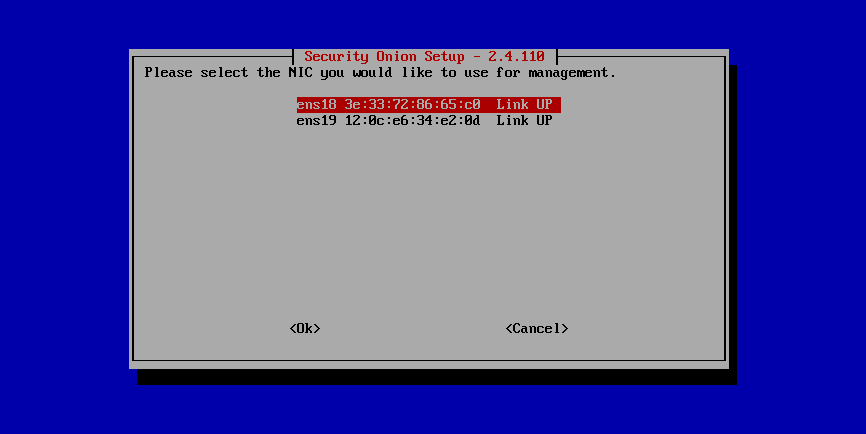 Security Onion Setup - 2.4.110
Please select the NIC you would like to use for management.
ens18 3e:33:72:86:65:c0 Link UP
ens19 12:0c:e6:34:e2:0d Link UP
<Ok> <Cancel>